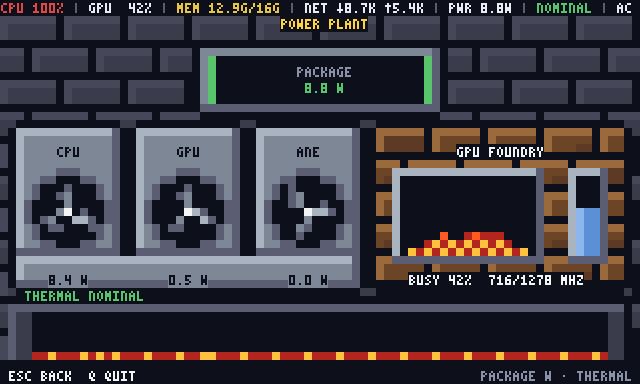 CPU 100% | GPU 42% | MEM 12.9G/16G | NET ↓8.7K ↑5.4K | PWR 8.8W | NOMINAL | AC
POWER PLANT
PACKAGE
8.8 W
CPU GPU ANE
GPU FOUNDRY
8.4 W 0.5 W 0.0 W
BUSY 42% 716/1278 MHZ
THERMAL NOMINAL
ESC BACK Q QUIT
PACKAGE W · THERMAL